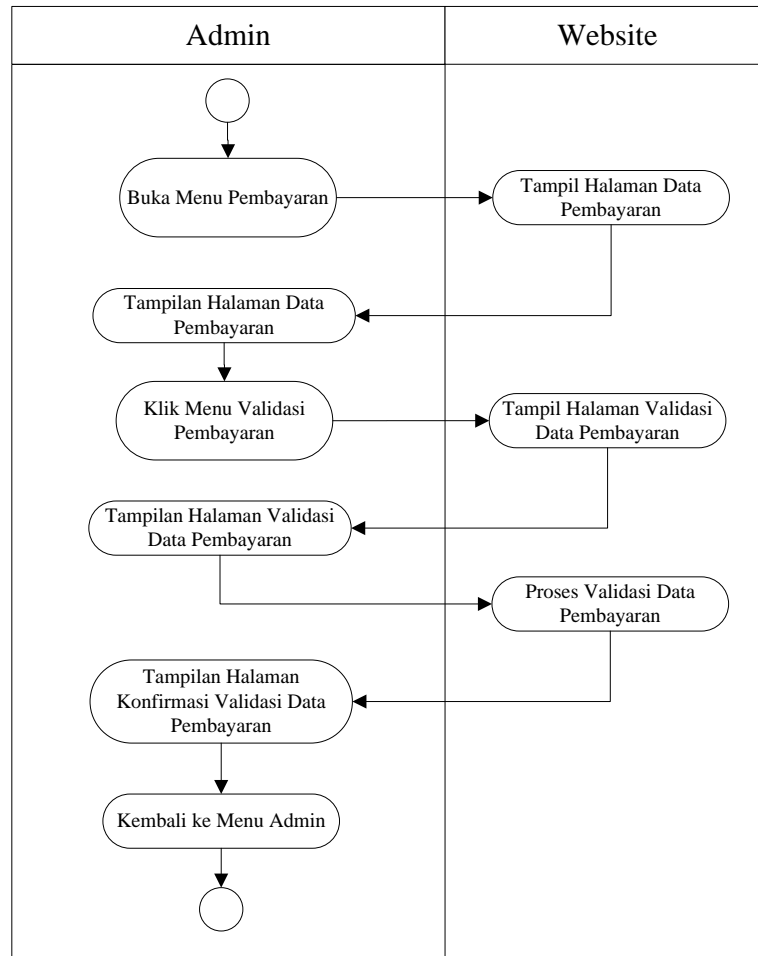 Admin
Website
Buka Menu Pembayaran
Tampil Halaman Data
Pembayaran
Tampilan Halaman Data
Pembayaran
Klik Menu Validasi
Pembayaran
Tampil Halaman Validasi
Data Pembayaran
Tampilan Halaman Validasi
Data Pembayaran
Proses Validasi Data
Pembayaran
Tampilan Halaman
Konfirmasi Validasi Data
Pembayaran
Kembali ke Menu Admin